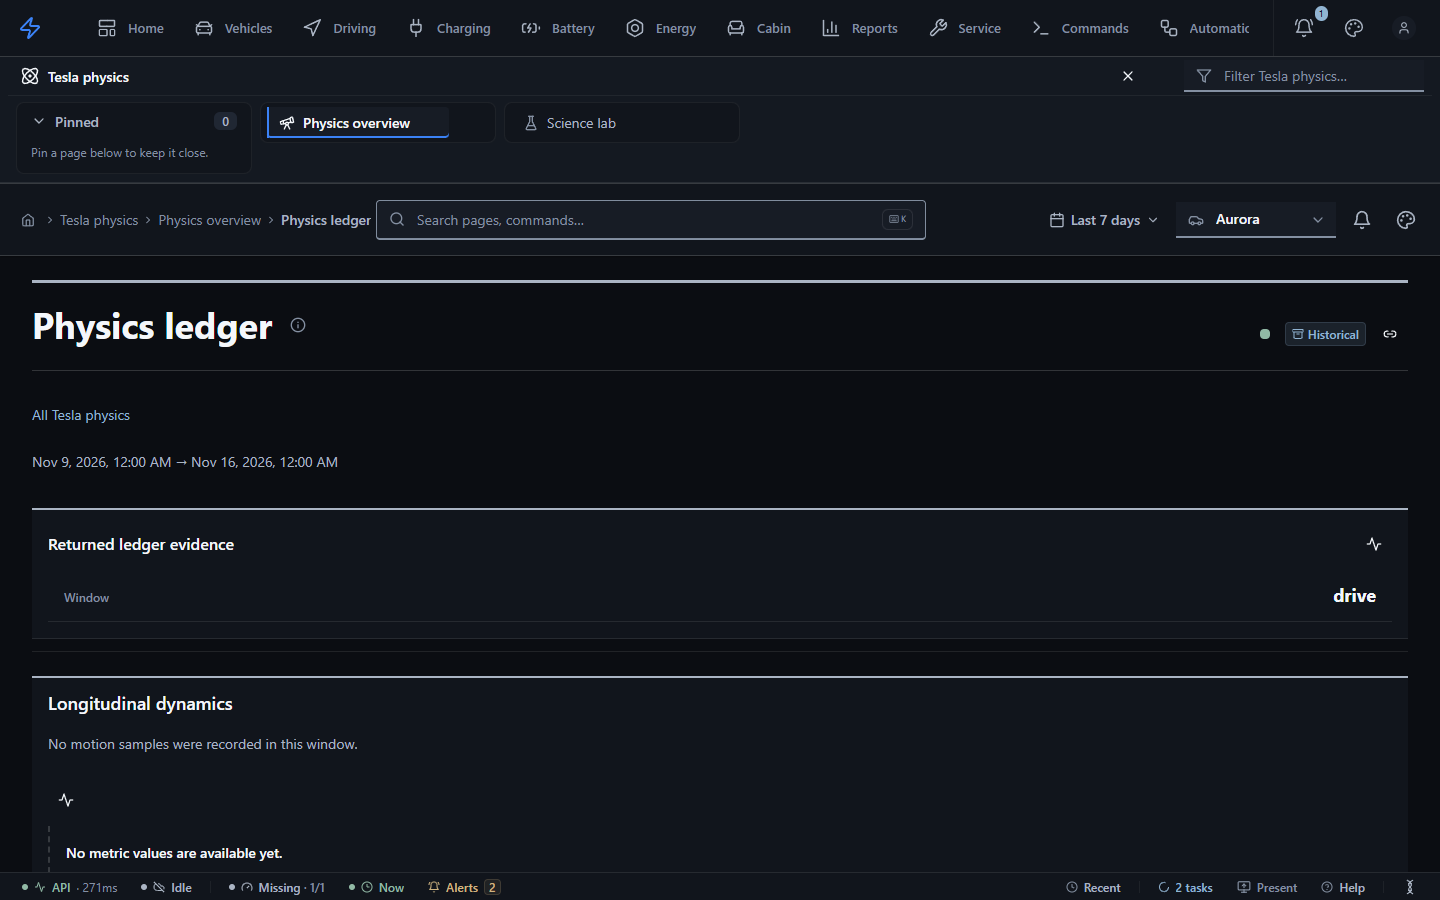 Home Vehicles Driving Charging Battery Energy Cabin Reports Service Commands Automatic 1
Tesla physics
Filter Tesla physics...
Pinned 0
Pin a page below to keep it close.
Physics overview
Science lab
Tesla physics Physics overview Physics ledger
Search pages, commands...
K
Last 7 days
Aurora
Physics ledger
Historical
All Tesla physics
Nov 9, 2026, 12:00 AM → Nov 16, 2026, 12:00 AM
Returned ledger evidence
Window drive
Longitudinal dynamics
No motion samples were recorded in this window.
No metric values are available yet.
API · 271ms Idle Missing · 1/1 Now Alerts 2 Recent 2 tasks Present Help